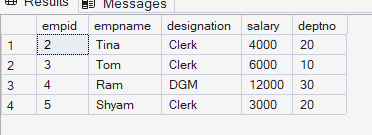 Results Messages
empid empname designation salary deptno
1 2 Tina Clerk 4000 20
2 3 Tom Clerk 6000 10
3 4 Ram DGM 12000 30
4 5 Shyam Clerk 3000 20